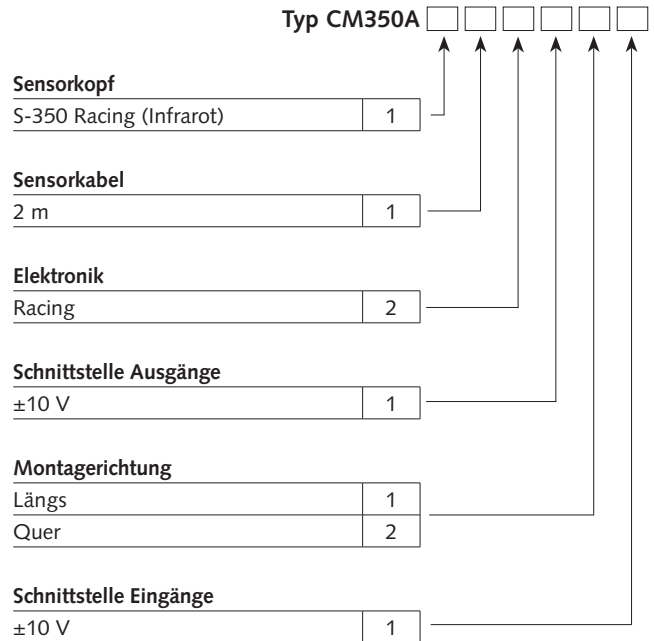 Typ CM350A
Sensorkopf
S-350 Racing (Infrarot) 1
Sensorkabel
2 m 1
Elektronik
Racing 2
Schnittstelle Ausgänge
±10 V 1
Montagerichtung
Längs 1
Quer 2
Schnittstelle Eingänge
±10 V 1